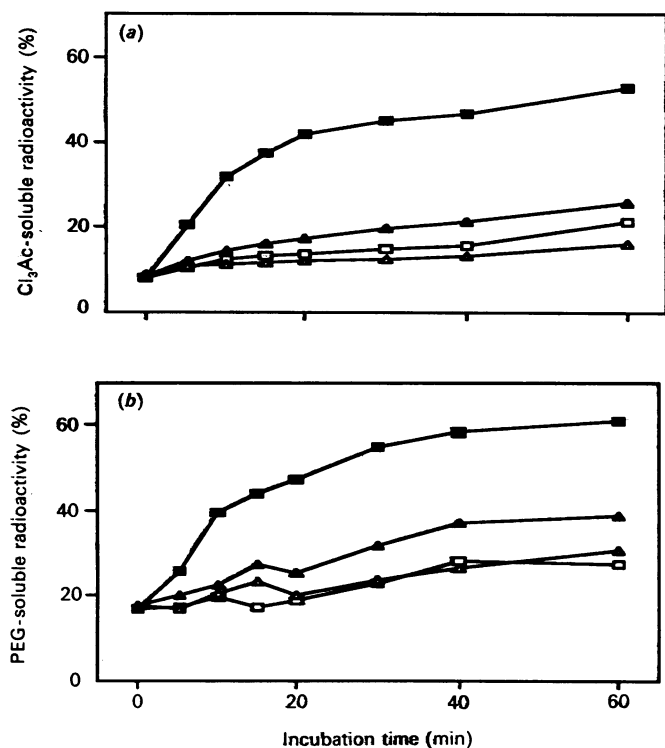 (a)
60
40
20
0
Cl₃Ac-soluble radioactivity (%)
(b)
60
40
20
0
PEG-soluble radioactivity (%)
0
20
40
60
Incubation time (min)